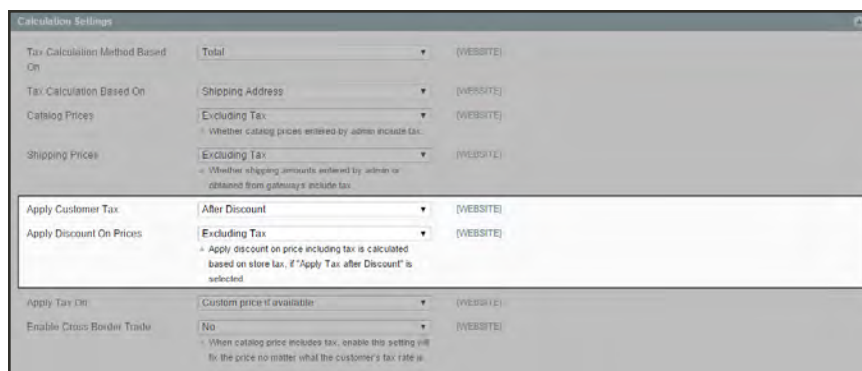 Calculation Settings
Tax Calculation Method Based
On
Total
[WEBSITE]
Tax Calculation Based On
Shipping Address
[WEBSITE]
Catalog Prices
Excluding Tax
[WEBSITE]
Whether catalog prices entered by admin include tax.
Shipping Prices
Excluding Tax
[WEBSITE]
Whether shipping amounts entered by admin or
obtained from gateways include tax.
Apply Customer Tax
After Discount
[WEBSITE]
Apply Discount On Prices
Excluding Tax
[WEBSITE]
Apply discount on price including tax is calculated
based on store tax, if "Apply Tax after Discount" is
selected.
Apply Tax On
Custom price if available
[WEBSITE]
Enable Cross Border Trade
No
[WEBSITE]
When catalog price includes tax, enable this setting will
fix the price no matter what the customer's tax rate is.